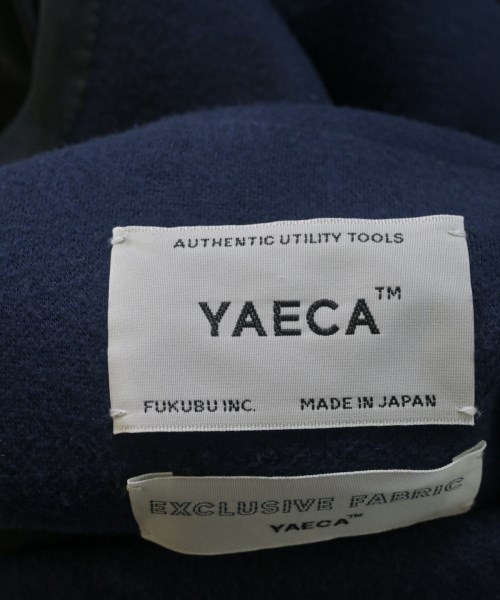 AUTHENTIC UTILITY TOOLS
YAECA™
FUKUBU INC. MADE IN JAPAN
EXCLUSIVE FABRIC
YAECA™